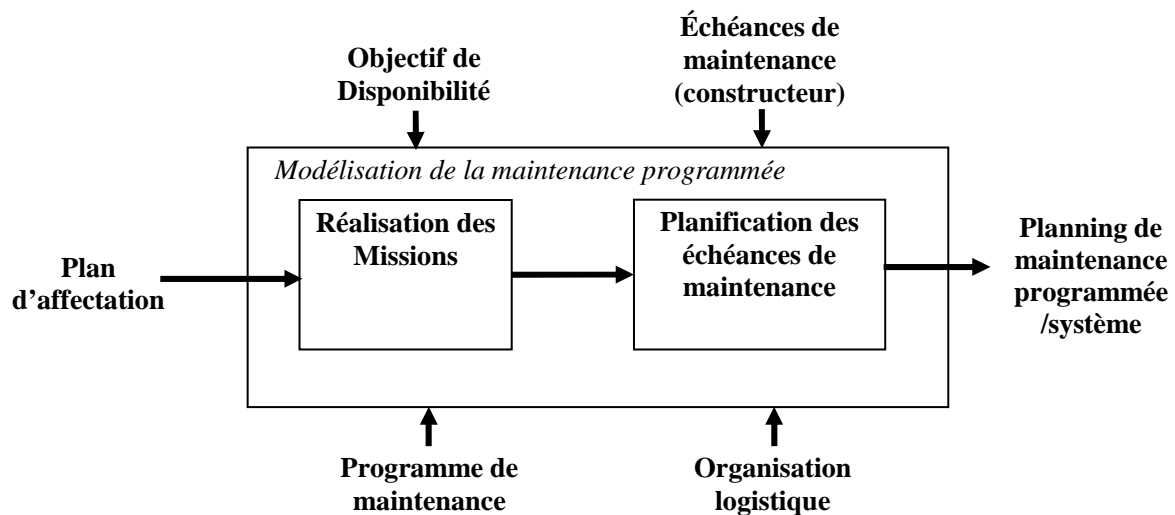 Objectif de
Disponibilité
Échéances de
maintenance
(constructeur)
Modélisation de la maintenance programmée
Réalisation des
Missions
Planification des
échéances de
maintenance
Plan
d’affectation
Planning de
maintenance
programmée
/système
Programme de
maintenance
Organisation
logistique